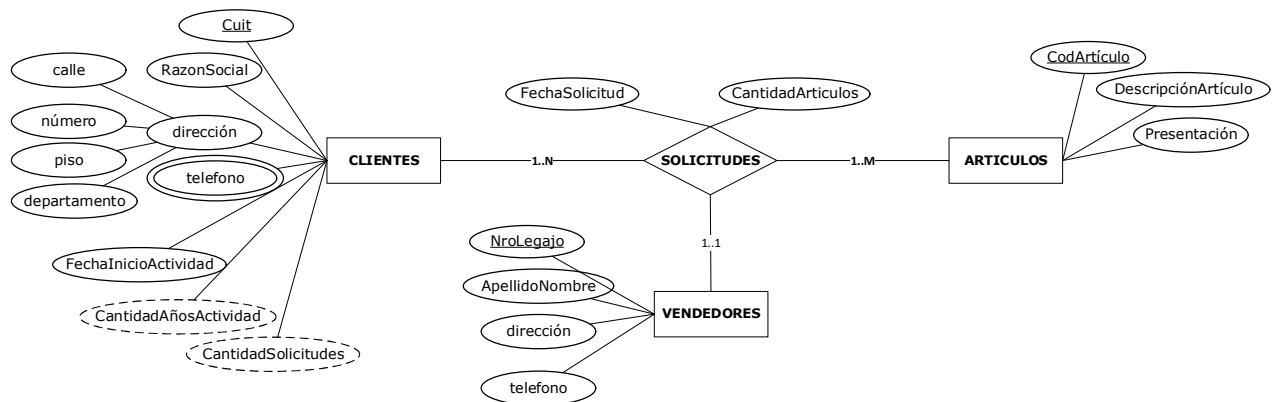 Cuit
calle
RazonSocial
número
dirección
piso
telefono
departamento
FechaInicioActividad
CantidadAñosActividad
CantidadSolicitudes
CLIENTES
1..N
FechaSolicitud
CantidadArticulos
SOLICITUDES
1..M
ARTICULOS
CodArtículo
DescripciónArtículo
Presentación
1..1
NroLegajo
ApellidoNombre
dirección
telefono
VENDEDORES